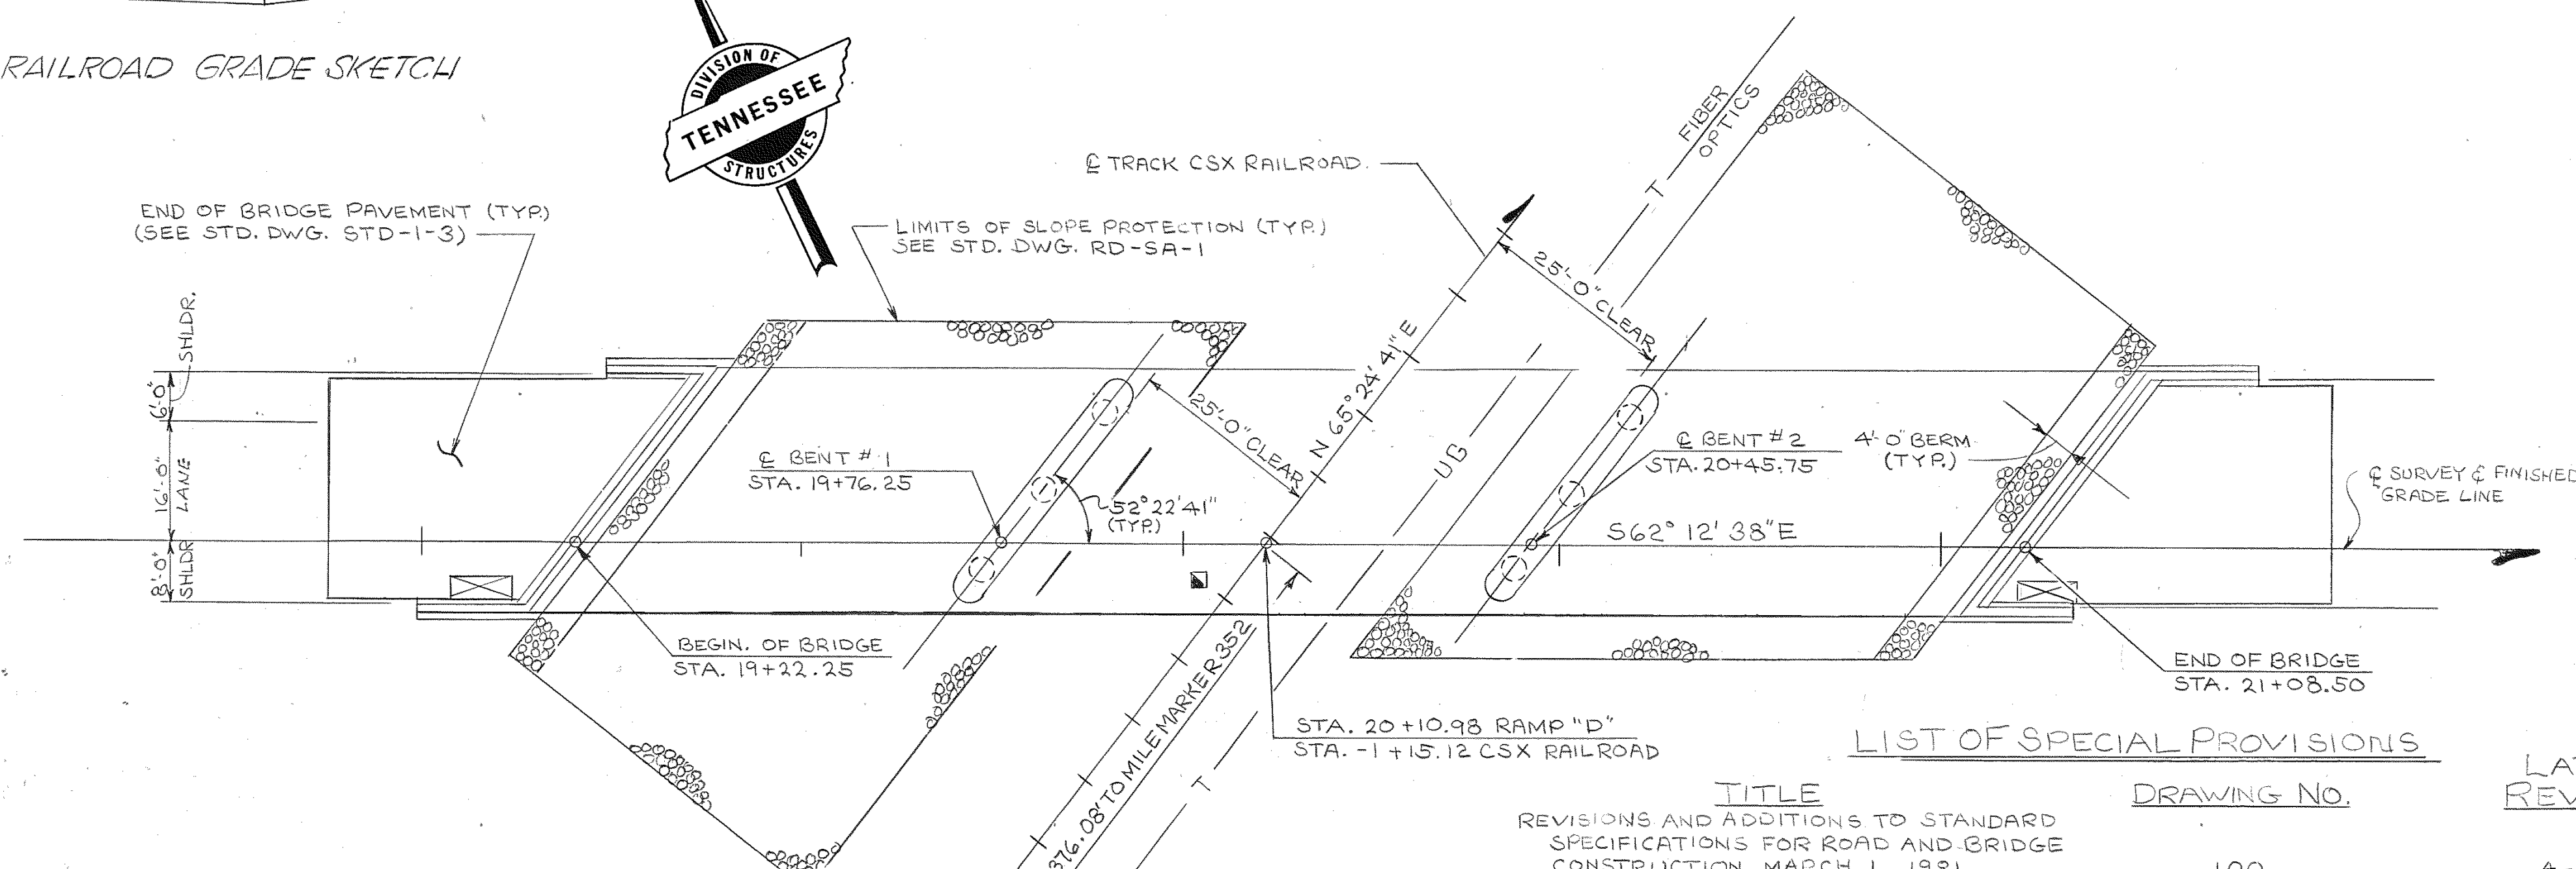 RAILROAD GRADE SKETCH
DIVISION OF
TENNESSEE
STRUCTURES
FIBER
OPTICS
℄ TRACK CSX RAILROAD.
T
END OF BRIDGE PAVEMENT (TYP.)
(SEE STD. DWG. STD-1-3)
LIMITS OF SLOPE PROTECTION (TYP.)
SEE STD. DWG. RD-SA-1
25'-0" CLEAR
SHLDR.
6'-0"
N 65° 24' 41" E
25'-0" CLEAR
16'-0"
LANE
℄ BENT #1
STA. 19+76.25
UB
℄ BENT #2
STA. 20+45.75
4'-0" BERM
(TYP.)
℄ SURVEY ℄ FINISHED
GRADE LINE
52° 22' 41"
(TYP.)
S62° 12' 38" E
8'-0"
SHLDR
BEGIN. OF BRIDGE
STA. 19+22.25
END OF BRIDGE
STA. 21+08.50
376.08' TO MILE MARKER 352
T
STA. 20+10.98 RAMP "D"
STA. -1+15.12 CSX RAILROAD
LIST OF SPECIAL PROVISIONS
TITLE
DRAWING NO.
REVISIONS AND ADDITIONS TO STANDARD
SPECIFICATIONS FOR ROAD AND BRIDGE
CONSTRUCTION MARCH 1, 1981
100